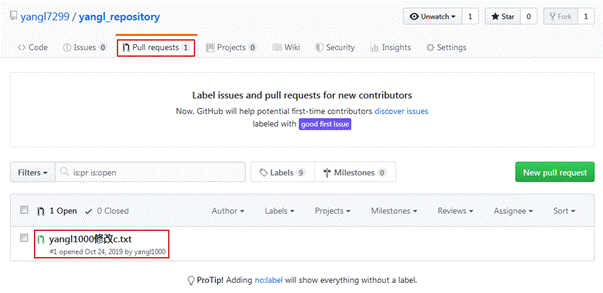 yangl7299 / yangl_repository
Unwatch 1 Star 0 Fork 1
Code Issues 0 Pull requests 1 Projects 0 Wiki Security Insights Settings
Label issues and pull requests for new contributors
Now, GitHub will help potential first-time contributors discover issues
labeled with good first issue
Filters is:pr is:open Labels 9 Milestones 0 New pull request
1 Open 0 Closed Author Labels Projects Milestones Reviews Assignee Sort
yangl1000修改c.txt
#1 opened Oct 24, 2019 by yangl1000
ProTip! Adding no:label will show everything without a label.